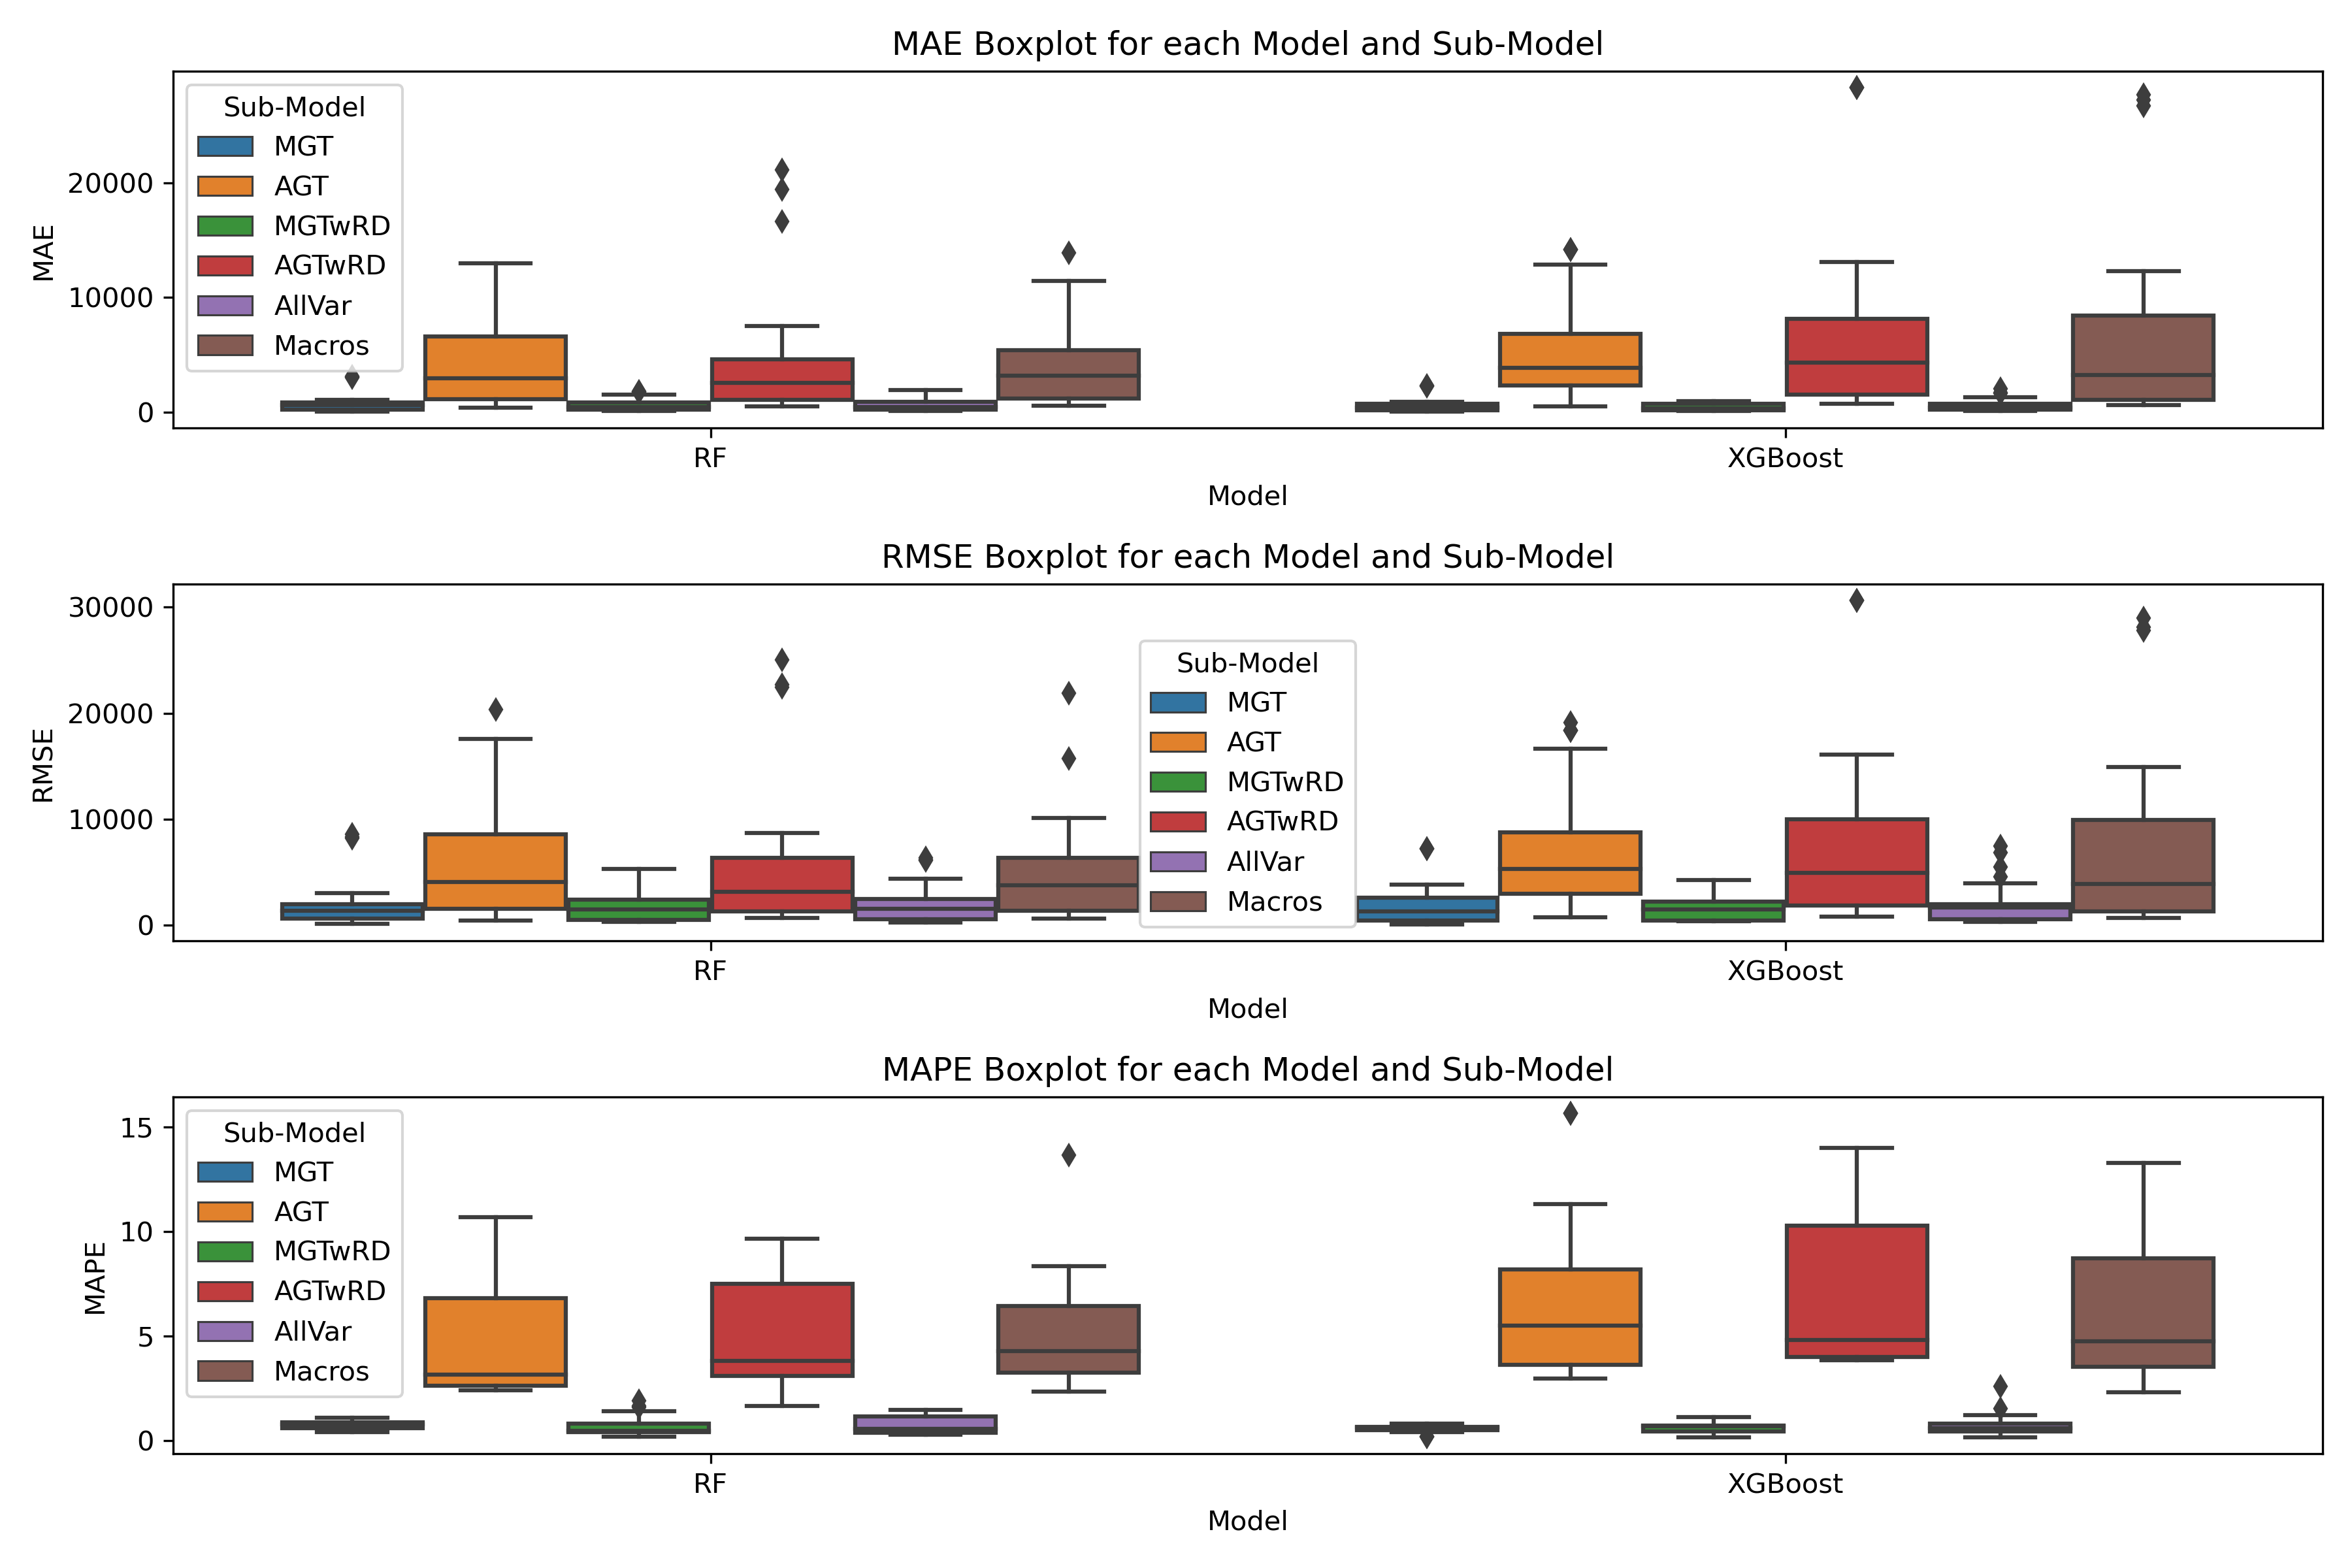 MAE Boxplot for each Model and Sub-Model
Sub-Model
MGT
AGT
MGTwRD
AGTwRD
AllVar
Macros
MAE
20000
10000
0
RF
XGBoost
Model
RMSE Boxplot for each Model and Sub-Model
Sub-Model
MGT
AGT
MGTwRD
AGTwRD
AllVar
Macros
RMSE
30000
20000
10000
0
RF
XGBoost
Model
MAPE Boxplot for each Model and Sub-Model
Sub-Model
MGT
AGT
MGTwRD
AGTwRD
AllVar
Macros
MAPE
15
10
5
0
RF
XGBoost
Model